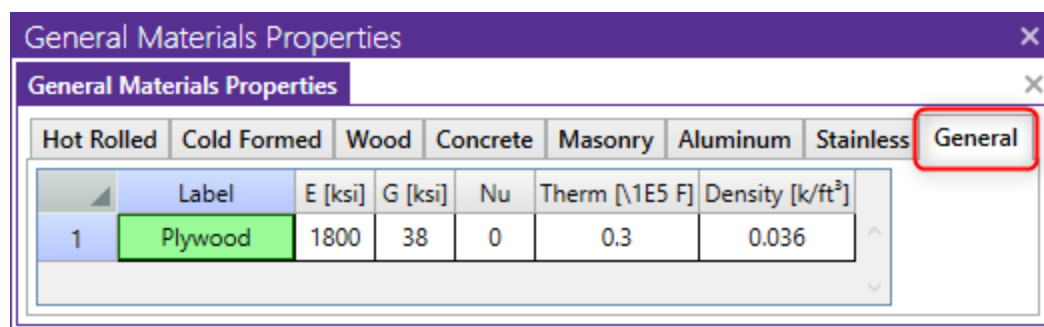 General Materials Properties
General Materials Properties
Hot Rolled Cold Formed Wood Concrete Masonry Aluminum Stainless General
Label E [ksi] G [ksi] Nu Therm [\1E5 F] Density [k/ft³]
1 Plywood 1800 38 0 0.3 0.036